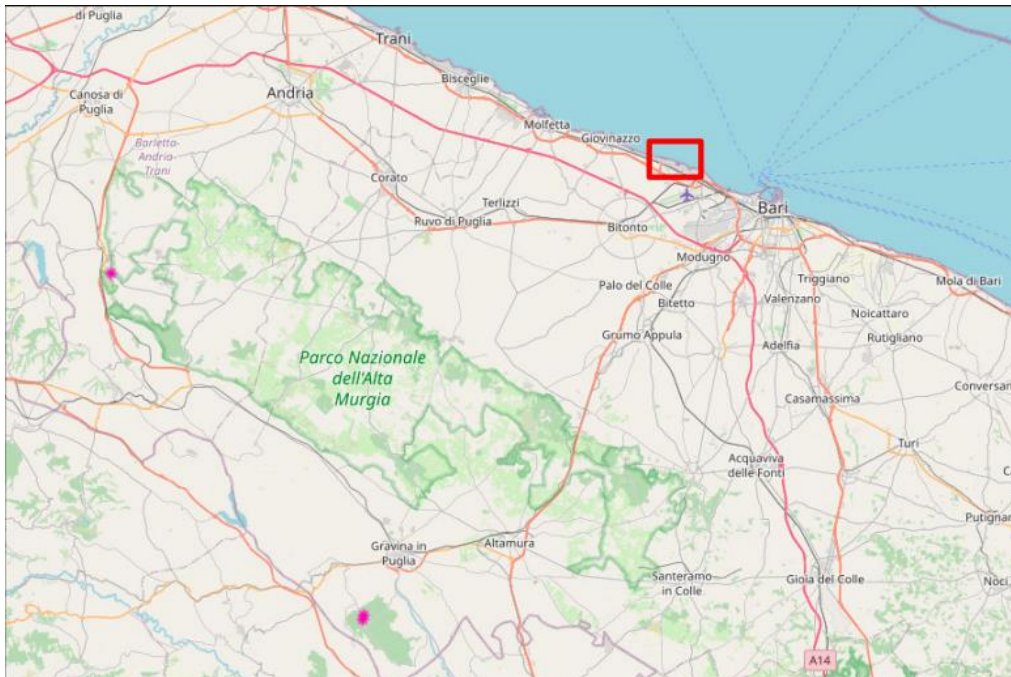 di Puglia
Trani
Bisceglie
Canosa di
Puglia
Andria
Molfetta
Giovinazzo
Barletta-
Andria-
Trani
Corato
Terlizzi
Ruvo di Puglia
Bitonto
Bari
Modugno
Triggiano
Mola di Bari
Palo del Colle
Bitetto
Valenzano
Noicattaro
Grumo Appula
Adelfia
Rutigliano
Parco Nazionale
dell'Alta
Murgia
Conversan
Casamassima
Turi
Acquaviva
delle Fonti
Putignan
Gravina in
Puglia
Altamura
Santeramo
in Colle
Gioia del Colle
Noci
A14